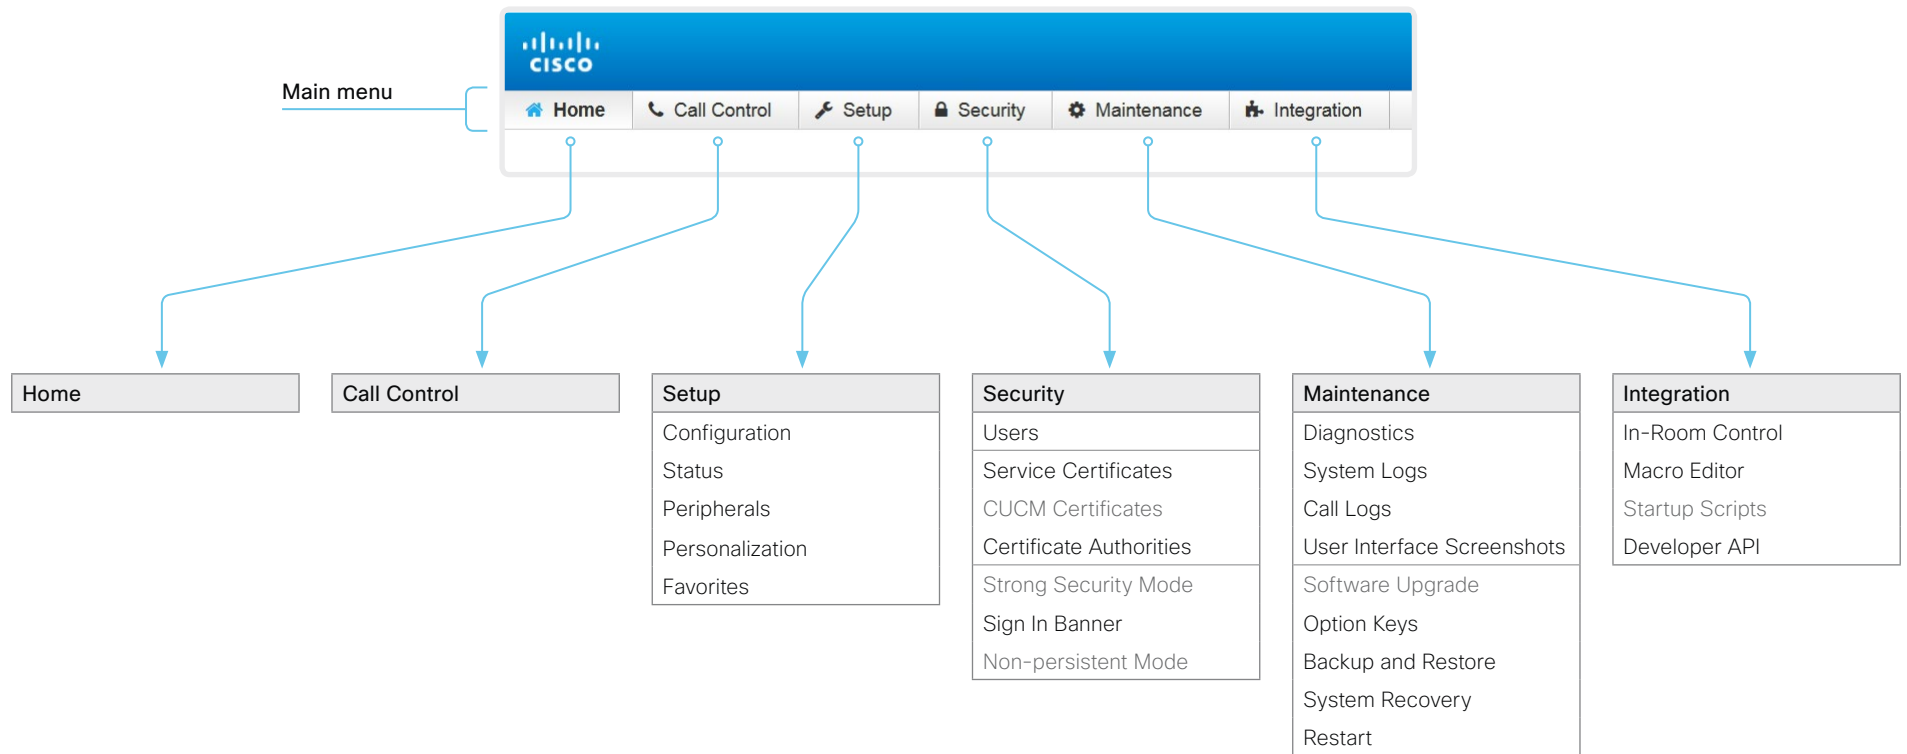 CISCO
Main menu
Home
Call Control
Setup
Security
Maintenance
Integration
Home
Call Control
Setup
Configuration
Status
Peripherals
Personalization
Favorites
Security
Users
Service Certificates
CUCM Certificates
Certificate Authorities
Strong Security Mode
Sign In Banner
Non-persistent Mode
Maintenance
Diagnostics
System Logs
Call Logs
User Interface Screenshots
Software Upgrade
Option Keys
Backup and Restore
System Recovery
Restart
Integration
In-Room Control
Macro Editor
Startup Scripts
Developer API